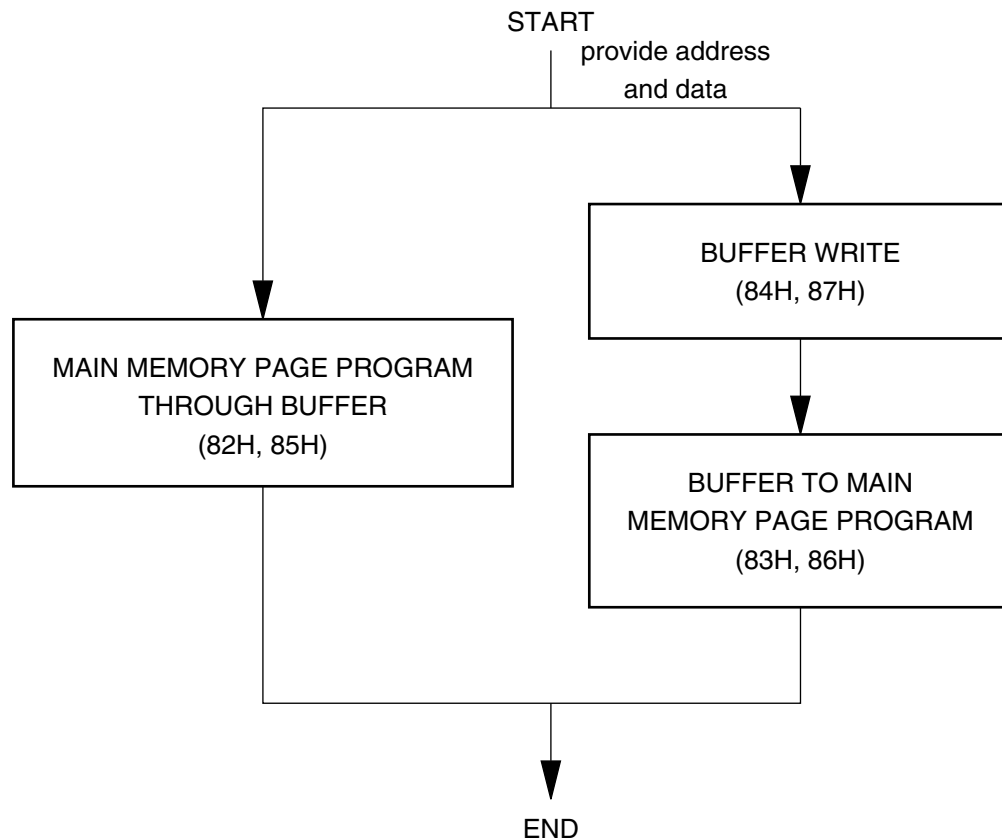 START
provide address
and data
BUFFER WRITE
(84H, 87H)
MAIN MEMORY PAGE PROGRAM
THROUGH BUFFER
(82H, 85H)
BUFFER TO MAIN
MEMORY PAGE PROGRAM
(83H, 86H)
END